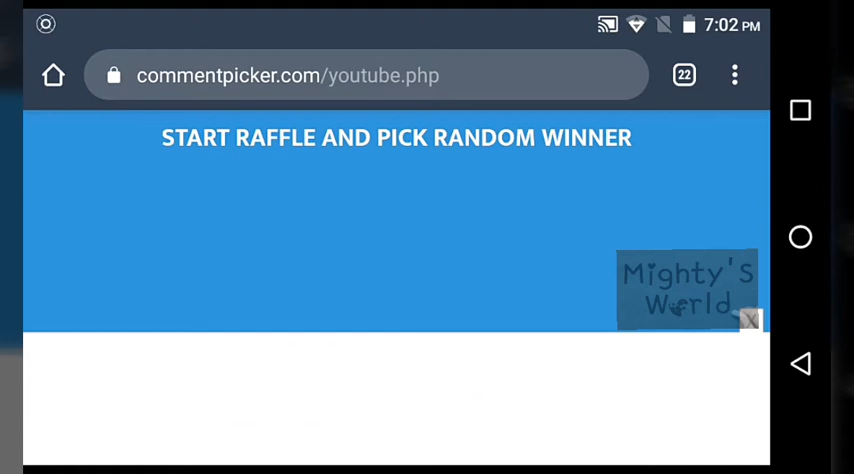 7:02 PM
commentpicker.com/youtube.php
22
START RAFFLE AND PICK RANDOM WINNER
Mighty'S
World
X